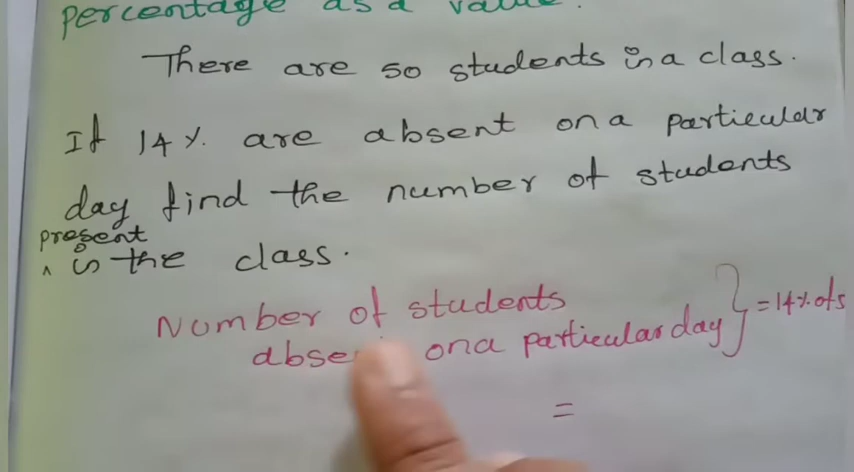 percentage as a value.
There are 50 students in a class.
If 14% are absent on a particular
day find the number of students
present
^ in the class.
Number of students
on a particular day } = 14% of 5
=